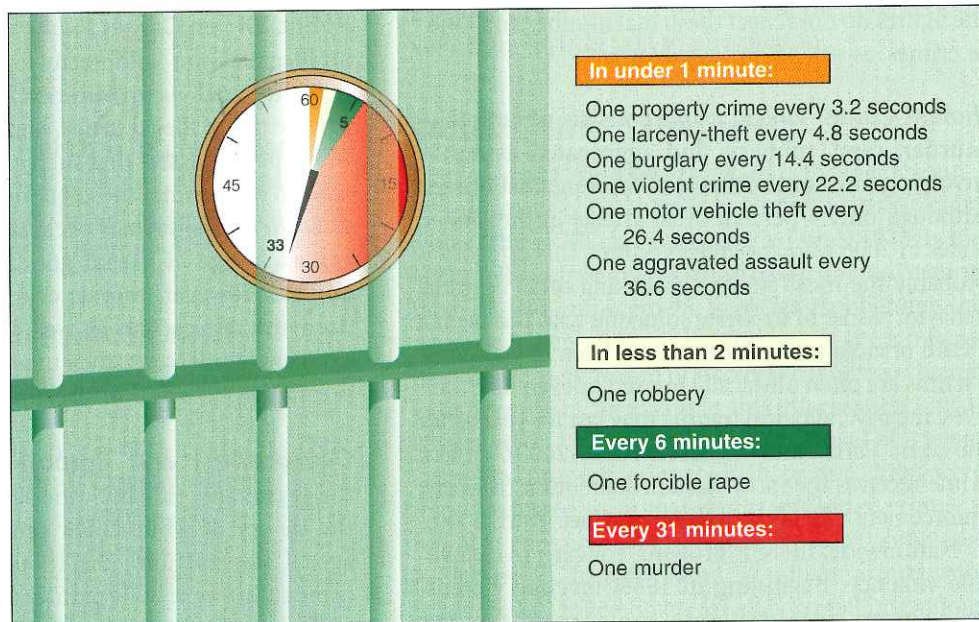 60
5
15
45
33
30
In under 1 minute:
One property crime every 3.2 seconds
One larceny-theft every 4.8 seconds
One burglary every 14.4 seconds
One violent crime every 22.2 seconds
One motor vehicle theft every
26.4 seconds
One aggravated assault every
36.6 seconds
In less than 2 minutes:
One robbery
Every 6 minutes:
One forcible rape
Every 31 minutes:
One murder